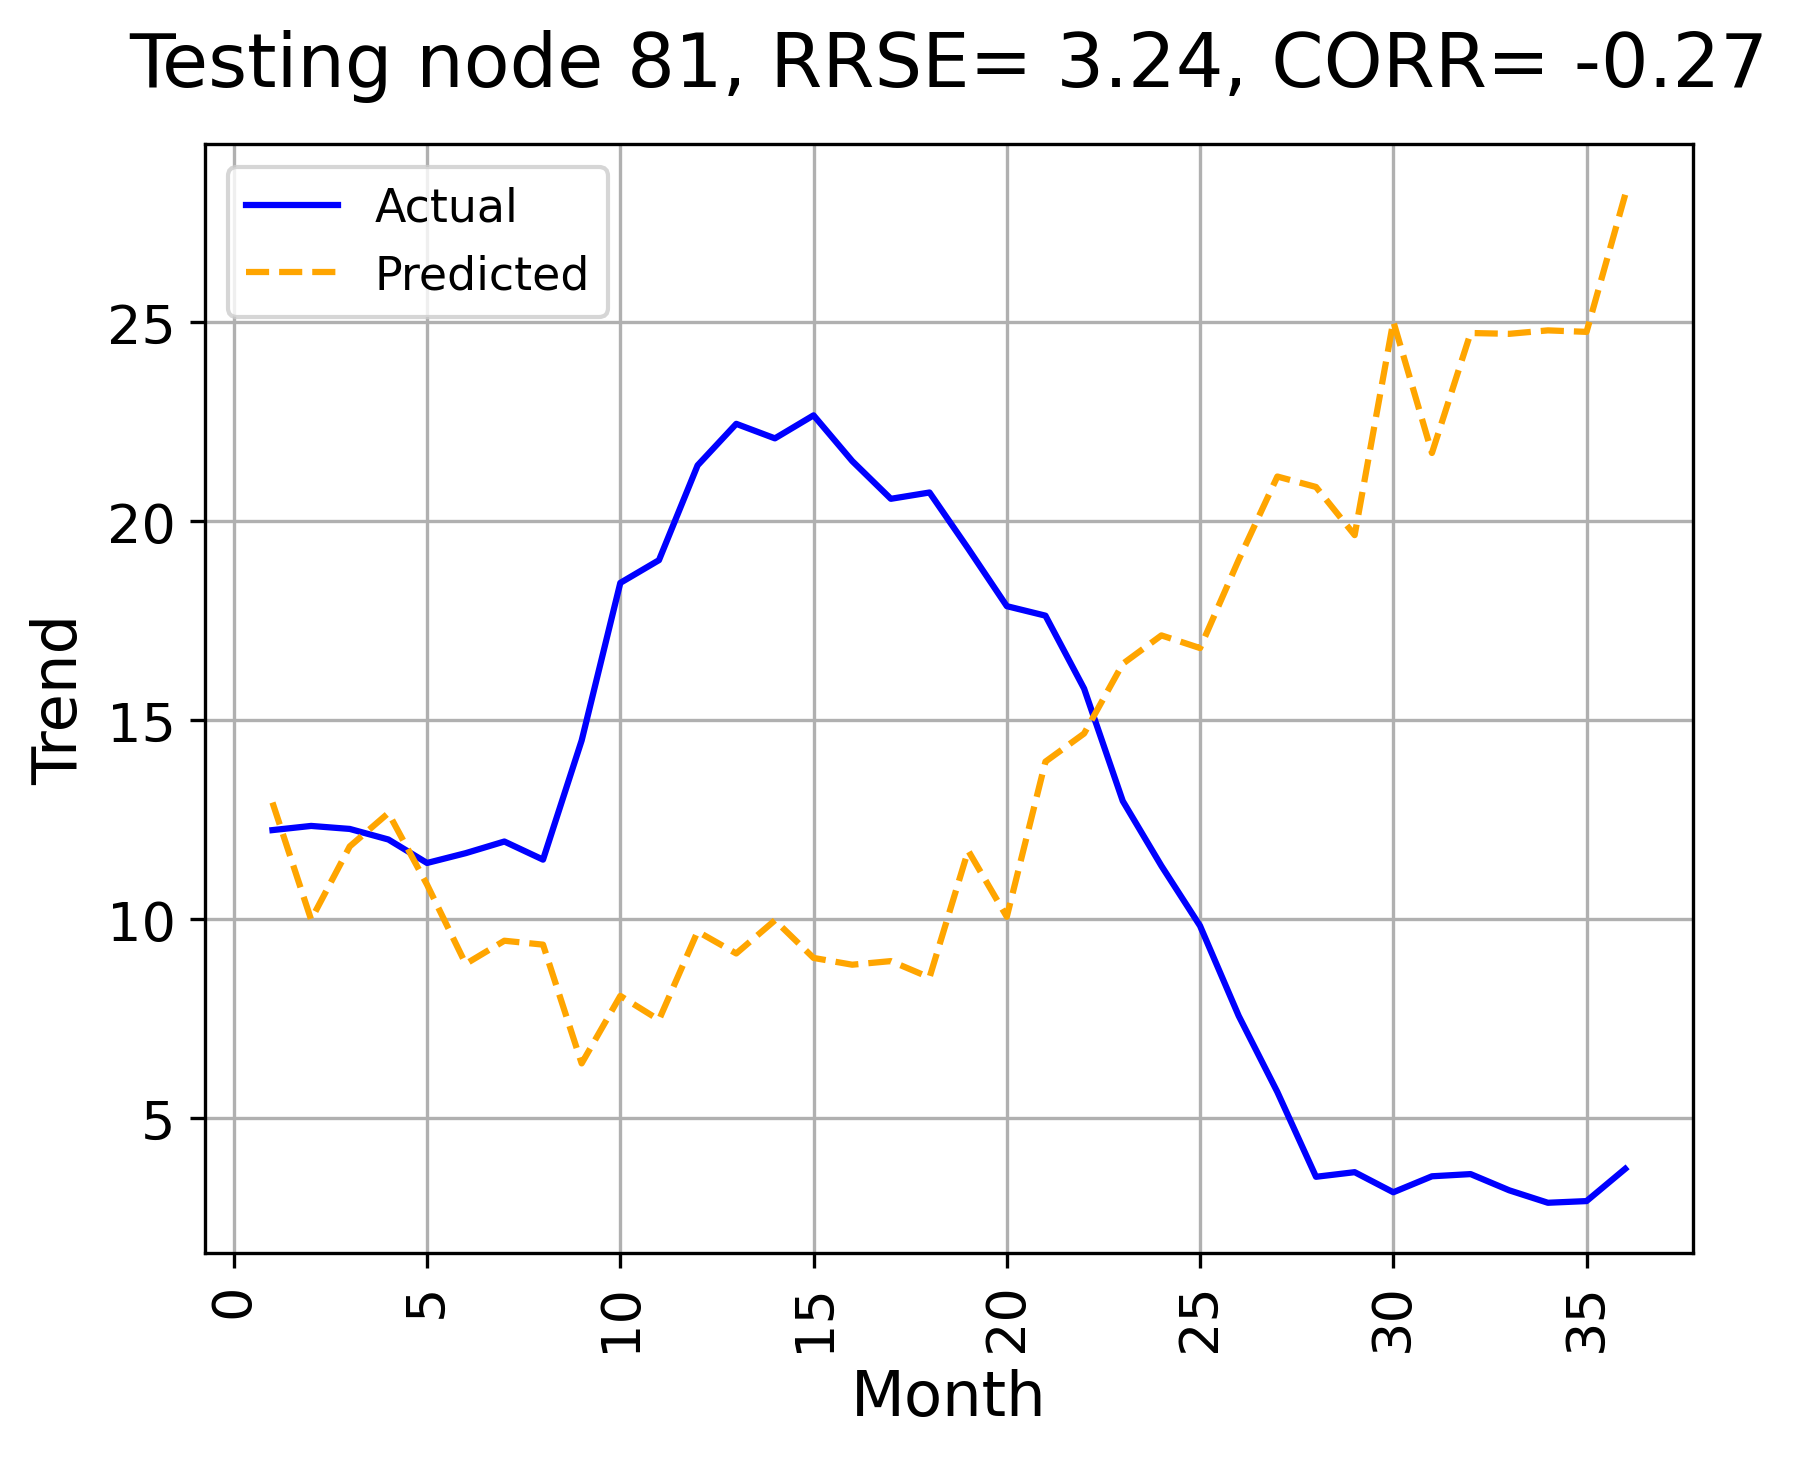 Testing node 81, RRSE= 3.24, CORR= -0.27
Actual
Predicted
25
20
15
10
5
Trend
0
5
10
15
20
25
30
35
Month